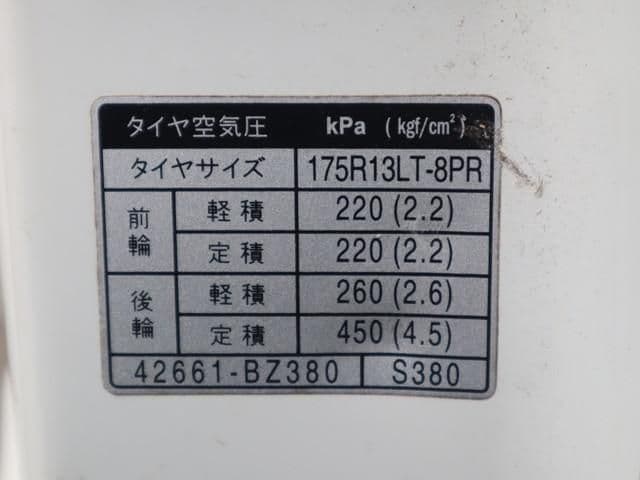 タイヤ空気圧 kPa (kgf/cm²)
タイヤサイズ 175R13LT-8PR
前輪 軽積 220 (2.2)
定積 220 (2.2)
後輪 軽積 260 (2.6)
定積 450 (4.5)
42661-BZ380 S380